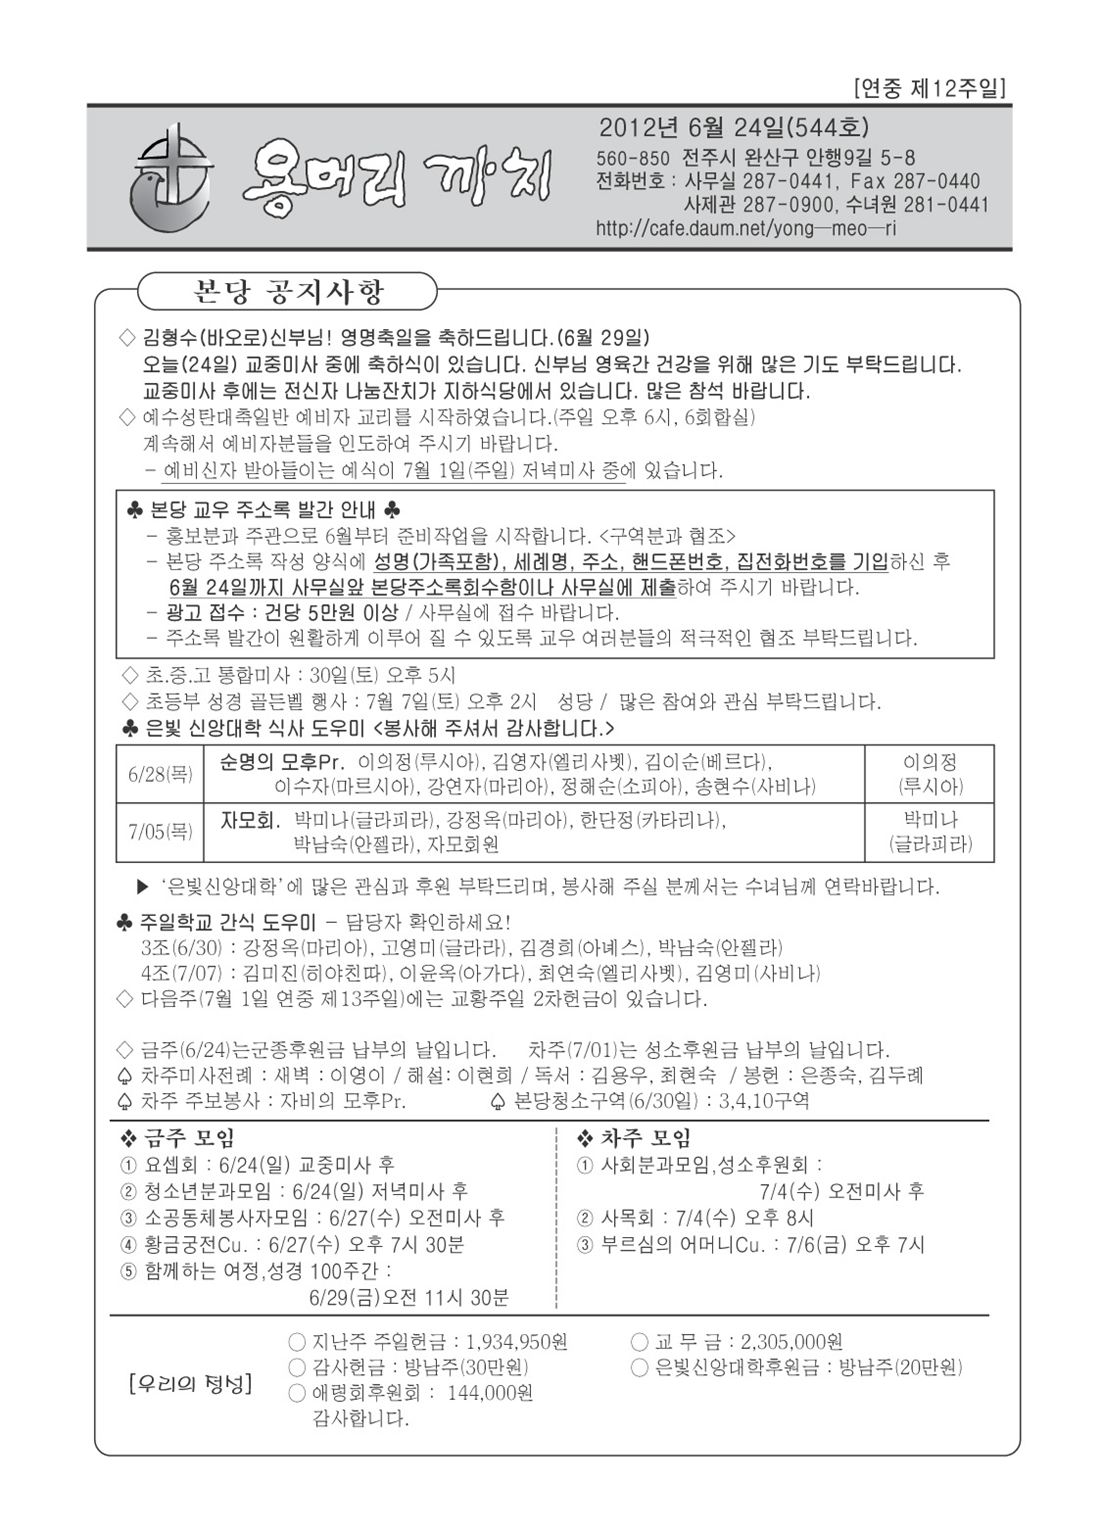 [연중 제12주일]
용머리 까치
2012년 6월 24일(544호)
560-850 전주시 완산구 안행9길 5-8
전화번호 : 사무실 287-0441, Fax 287-0440
사제관 287-0900, 수녀원 281-0441
http://cafe.daum.net/yong—meo—ri
본당 공지사항
◇ 김형수(바오로)신부님! 영명축일을 축하드립니다.(6월 29일)
오늘(24일) 교중미사 중에 축하식이 있습니다. 신부님 영육간 건강을 위해 많은 기도 부탁드립니다.
교중미사 후에는 전신자 나눔잔치가 지하식당에서 있습니다. 많은 참석 바랍니다.
◇ 예수성탄대축일반 예비자 교리를 시작하였습니다.(주일 오후 6시, 6회합실)
계속해서 예비자분들을 인도하여 주시기 바랍니다.
- 예비신자 받아들이는 예식이 7월 1일(주일) 저녁미사 중에 있습니다.
♣ 본당 교우 주소록 발간 안내 ♣
- 홍보분과 주관으로 6월부터 준비작업을 시작합니다. <구역분과 협조>
- 본당 주소록 작성 양식에 성명(가족포함), 세례명, 주소, 핸드폰번호, 집전화번호를 기입하신 후
6월 24일까지 사무실앞 본당주소록회수함이나 사무실에 제출하여 주시기 바랍니다.
- 광고 접수 : 건당 5만원 이상 / 사무실에 접수 바랍니다.
- 주소록 발간이 원활하게 이루어 질 수 있도록 교우 여러분들의 적극적인 협조 부탁드립니다.
◇ 초.중.고 통합미사 : 30일(토) 오후 5시
◇ 초등부 성경 골든벨 행사 : 7월 7일(토) 오후 2시 성당 / 많은 참여와 관심 부탁드립니다.
♣ 은빛 신앙대학 식사 도우미 <봉사해 주셔서 감사합니다.>
6/28(목) 순명의 모후Pr. 이의정(루시아), 김영자(엘리사벳), 김이순(베르다), 이의정
이수자(마르시아), 강연자(마리아), 정해순(소피아), 송현수(사비나) (루시아)
7/05(목) 자모회. 박미나(글라피라), 강정옥(마리아), 한단정(카타리나), 박미나
박남숙(안젤라), 자모회원 (글라피라)
▶ '은빛신앙대학'에 많은 관심과 후원 부탁드리며, 봉사해 주실 분께서는 수녀님께 연락바랍니다.
♣ 주일학교 간식 도우미 - 담당자 확인하세요!
3조(6/30) : 강정옥(마리아), 고영미(글라라), 김경희(아녜스), 박남숙(안젤라)
4조(7/07) : 김미진(히야친따), 이윤옥(아가다), 최연숙(엘리사벳), 김영미(사비나)
◇ 다음주(7월 1일 연중 제13주일)에는 교황주일 2차헌금이 있습니다.
◇ 금주(6/24)는군종후원금 납부의 날입니다. 차주(7/01)는 성소후원금 납부의 날입니다.
♤ 차주미사전례 : 새벽 : 이영이 / 해설: 이현희 / 독서 : 김용우, 최현숙 / 봉헌 : 은종숙, 김두례
♤ 차주 주보봉사 : 자비의 모후Pr. ♤ 본당청소구역(6/30일) : 3,4,10구역
❖ 금주 모임
① 요셉회 : 6/24(일) 교중미사 후
② 청소년분과모임 : 6/24(일) 저녁미사 후
③ 소공동체봉사자모임 : 6/27(수) 오전미사 후
④ 황금궁전Cu. : 6/27(수) 오후 7시 30분
⑤ 함께하는 여정,성경 100주간 :
6/29(금)오전 11시 30분
❖ 차주 모임
① 사회분과모임,성소후원회 :
7/4(수) 오전미사 후
② 사목회 : 7/4(수) 오후 8시
③ 부르심의 어머니Cu. : 7/6(금) 오후 7시
[우리의 정성]
○ 지난주 주일헌금 : 1,934,950원
○ 감사헌금 : 방남주(30만원)
○ 애령회후원회 : 144,000원
감사합니다.
○ 교 무 금 : 2,305,000원
○ 은빛신앙대학후원금 : 방남주(20만원)